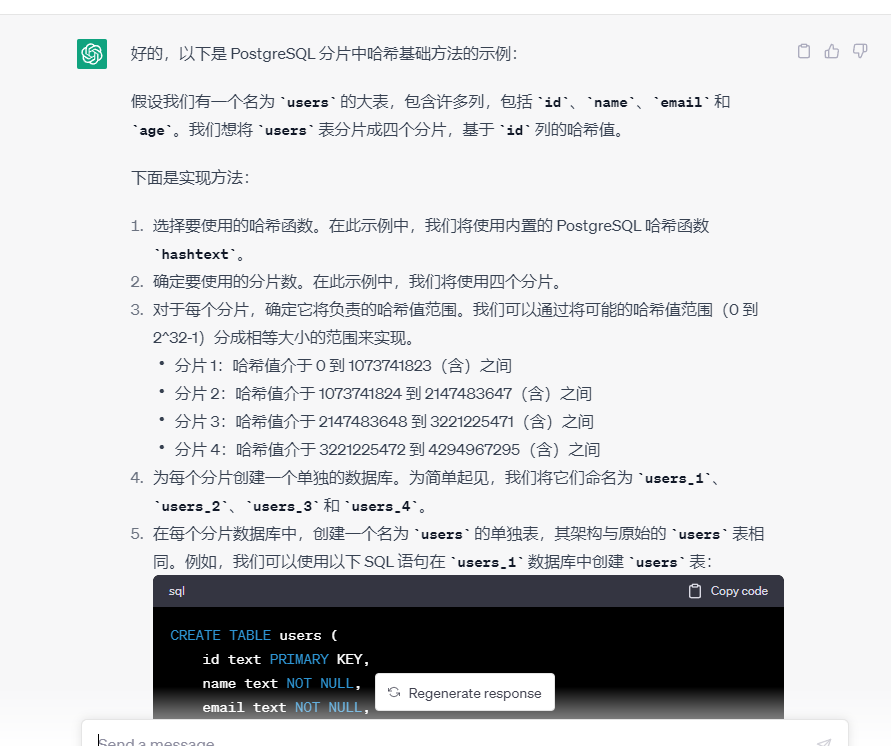 好的，以下是 PostgreSQL 分片中哈希基础方法的示例：
假设我们有一个名为 `users` 的大表，包含许多列，包括 `id`、`name`、`email` 和
`age`。我们想将 `users` 表分片成四个分片，基于 `id` 列的哈希值。
下面是实现方法：
1. 选择要使用的哈希函数。在此示例中，我们将使用内置的 PostgreSQL 哈希函数
`hashtext`。
2. 确定要使用的分片数。在此示例中，我们将使用四个分片。
3. 对于每个分片，确定它将负责的哈希值范围。我们可以通过将可能的哈希值范围（0 到
2^32-1）分成相等大小的范围来实现。
• 分片 1：哈希值介于 0 到 1073741823（含）之间
• 分片 2：哈希值介于 1073741824 到 2147483647（含）之间
• 分片 3：哈希值介于 2147483648 到 3221225471（含）之间
• 分片 4：哈希值介于 3221225472 到 4294967295（含）之间
4. 为每个分片创建一个单独的数据库。为简单起见，我们将它们命名为 `users_1`、
`users_2`、`users_3` 和 `users_4`。
5. 在每个分片数据库中，创建一个名为 `users` 的单独表，其架构与原始的 `users` 表相
同。例如，我们可以使用以下 SQL 语句在 `users_1` 数据库中创建 `users` 表：
sql Copy code
CREATE TABLE users (
id text PRIMARY KEY,
name text NOT NULL,
Regenerate response
email text NOT NULL,
Send a message